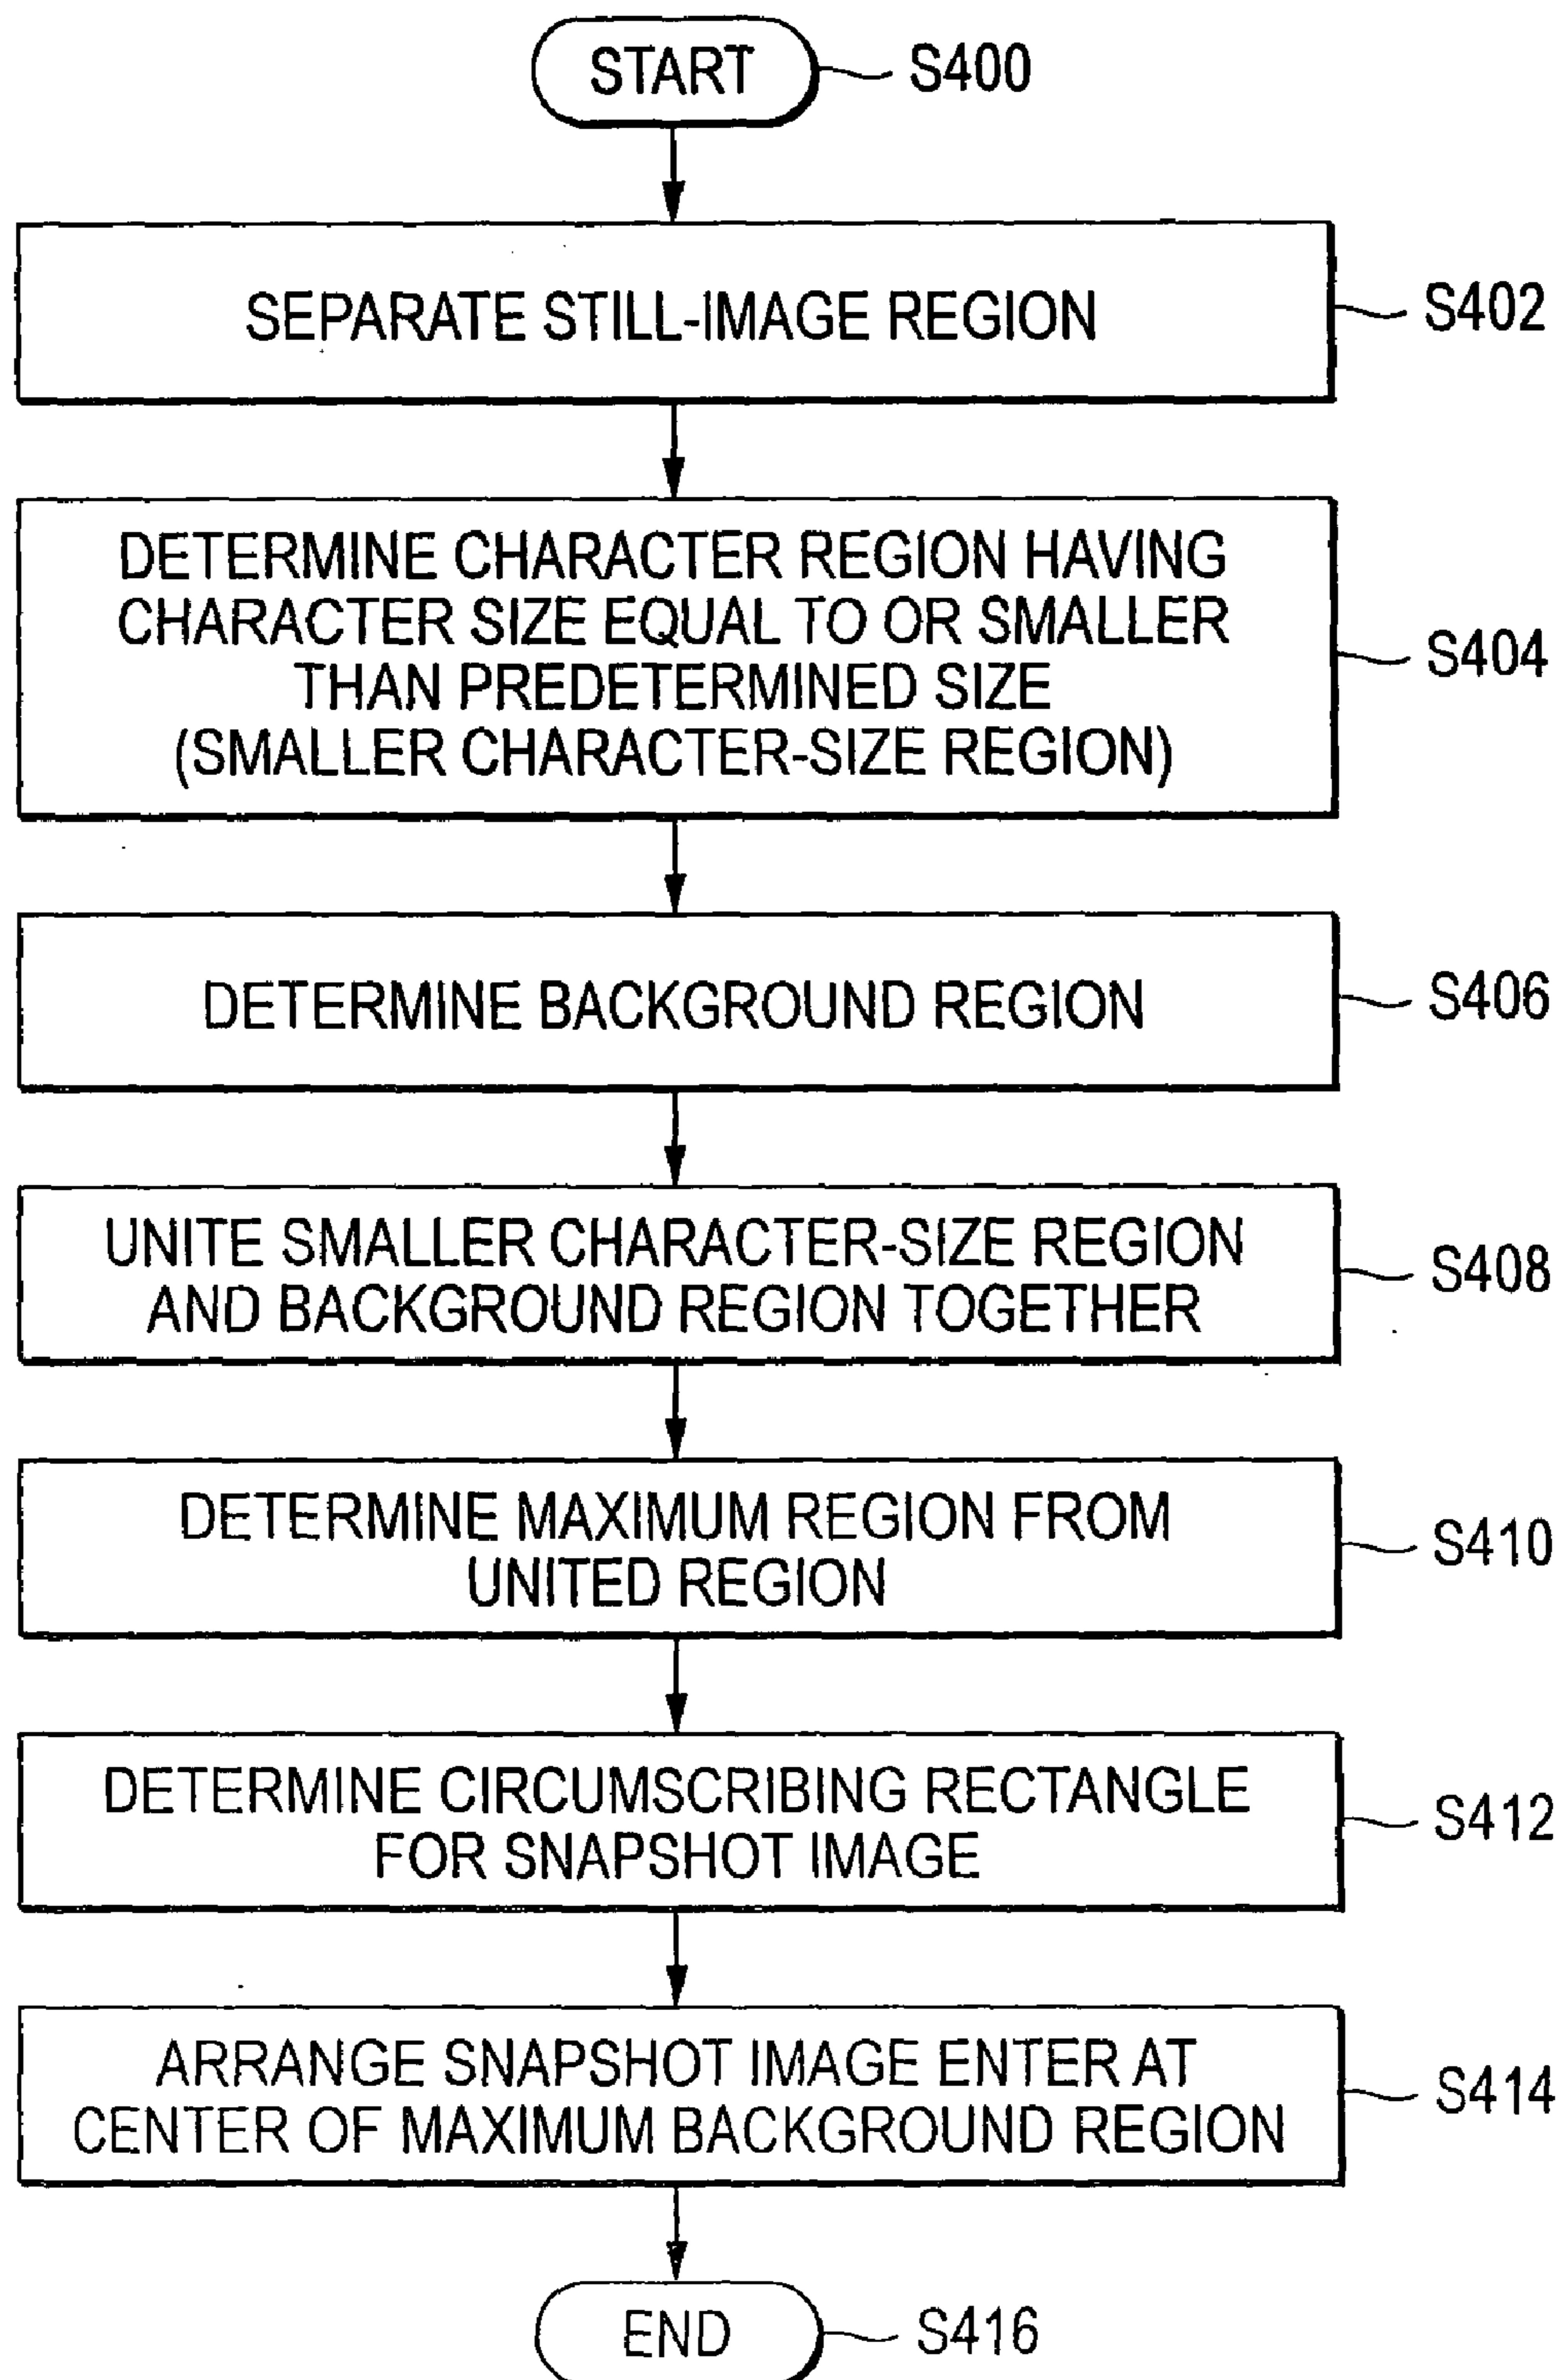 START
S400
SEPARATE STILL-IMAGE REGION
S402
DETERMINE CHARACTER REGION HAVING
CHARACTER SIZE EQUAL TO OR SMALLER
THAN PREDETERMINED SIZE
(SMALLER CHARACTER-SIZE REGION)
S404
DETERMINE BACKGROUND REGION
S406
UNITE SMALLER CHARACTER-SIZE REGION
AND BACKGROUND REGION TOGETHER
S408
DETERMINE MAXIMUM REGION FROM
UNITED REGION
S410
DETERMINE CIRCUMSCRIBING RECTANGLE
FOR SNAPSHOT IMAGE
S412
ARRANGE SNAPSHOT IMAGE ENTER AT
CENTER OF MAXIMUM BACKGROUND REGION
S414
END
S416